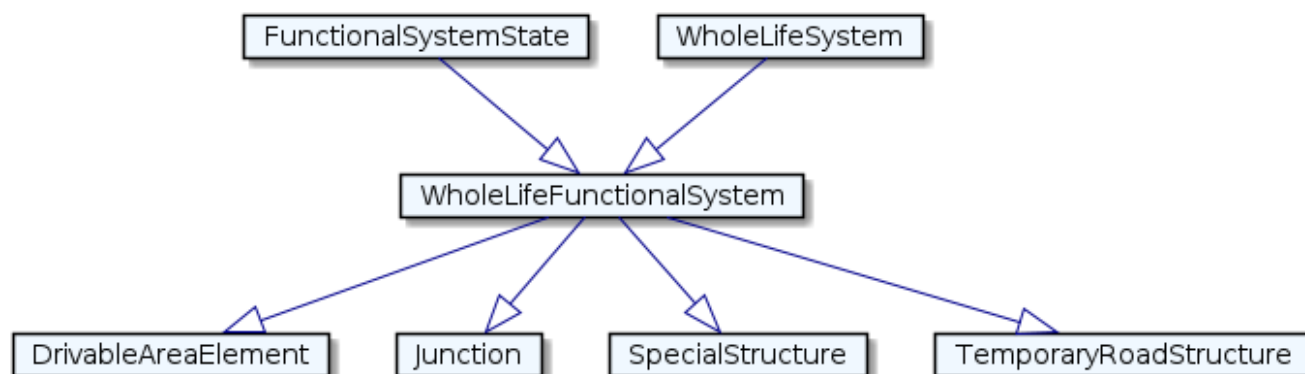 FunctionalSystemState
WholeLifeSystem
WholeLifeFunctionalSystem
DrivableAreaElement
Junction
SpecialStructure
TemporaryRoadStructure